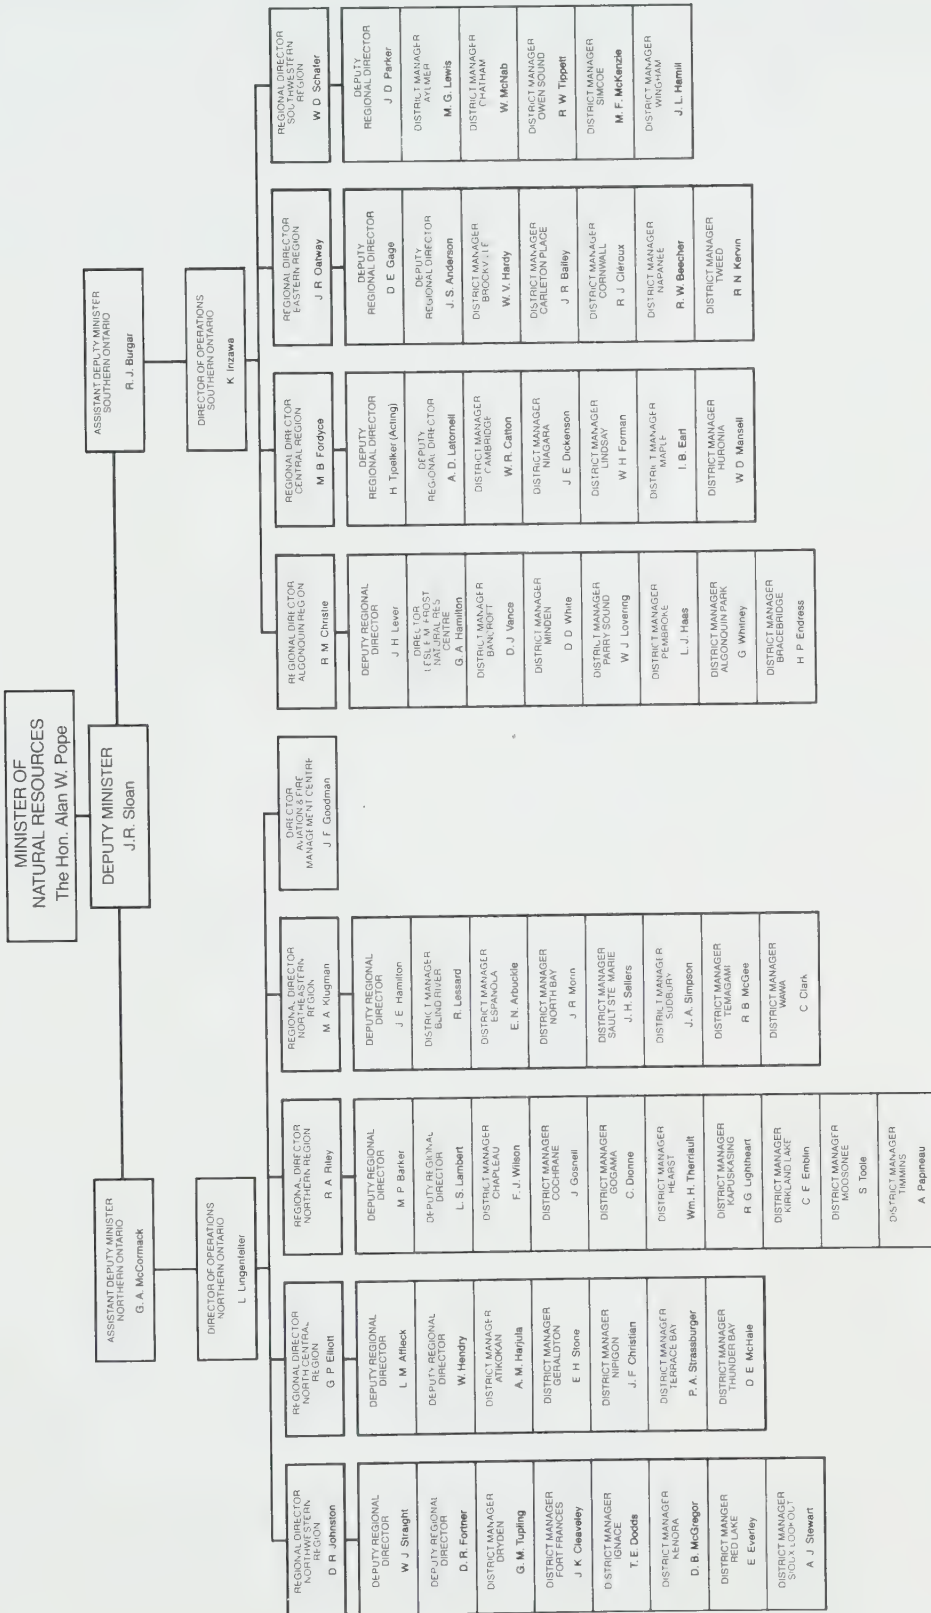 MINISTER OF
NATURAL RESOURCES
The Hon. Alan W. Pope
DEPUTY MINISTER
J.R. Sloan
ASSISTANT DEPUTY MINISTER
NORTHERN ONTARIO
G. A. McCormack
DIRECTOR OF OPERATIONS
NORTHERN ONTARIO
L Lingenfelter
REGIONAL DIRECTOR
NORTHWESTERN
REGION
D R Johnston
DEPUTY REGIONAL
DIRECTOR
W J Straight
DEPUTY REGIONAL
DIRECTOR
D. R. Fortner
DISTRICT MANAGER
DRYDEN
G. M. Tupling
DISTRICT MANAGER
FORT FRANCES
J K Cleaveley
DISTRICT MANAGER
IGNACE
T. E. Dodds
DISTRICT MANAGER
KENORA
D. B. McGregor
DISTRICT MANGER
RED LAKE
E Everley
DISTRICT MANAGER
SIOUX LOOKOUT
A J Stewart
REGIONAL DIRECTOR
NORTH CENTRAL
REGION
G P Elliott
DEPUTY REGIONAL
DIRECTOR
L M Affleck
DEPUTY REGIONAL
DIRECTOR
W. Hendry
DISTRICT MANAGER
ATIKOKAN
A. M. Harjula
DISTRICT MANAGER
GERALDTON
E H Stone
DISTRICT MANAGER
NIPIGON
J. F Christian
DISTRICT MANAGER
TERRACE BAY
P. A. Strassburger
DISTRICT MANAGER
THUNDER BAY
D E McHale
REGIONAL DIRECTOR
NORTHERN REGION
R A Riley
DEPUTY REGIONAL
DIRECTOR
M P Barker
DEPUTY REGIONAL
DIRECTOR
L. S. Lambert
DISTRICT MANAGER
CHAPLEAU
F. J. Wilson
DISTRICT MANAGER
COCHRANE
J Gosnell
DISTRICT MANAGER
GOGAMA
C. Dionne
DISTRICT MANAGER
HEARST
Wm. H. Therriault
DISTRICT MANAGER
KAPUSKASING
R G Lightheart
DISTRICT MANAGER
KIRKLAND LAKE
C F Emblin
DISTRICT MANAGER
MOOSONEE
S Toole
DISTRICT MANAGER
TIMMINS
A Papineau
REGIONAL DIRECTOR
NORTHEASTERN
REGION
M A Klugman
DEPUTY REGIONAL
DIRECTOR
J E Hamilton
DISTRICT MANAGER
BLIND RIVER
R. Lessard
DISTRICT MANAGER
ESPANOLA
E. N. Arbuckle
DISTRICT MANAGER
NORTH BAY
J R Morin
DISTRICT MANAGER
SAULT STE MARIE
J. H. Sellers
DISTRICT MANAGER
SUDBURY
J. A. Simpson
DISTRICT MANAGER
TEMAGAMI
R B McGee
DISTRICT MANAGER
WAWA
C Clark
DIRECTOR
AVIATION & FIRE
MANAGEMENT CENTRE
J F Goodman
ASSISTANT DEPUTY MINISTER
SOUTHERN ONTARIO
R. J. Burgar
DIRECTOR OF OPERATIONS
SOUTHERN ONTARIO
K Irizawa
REGIONAL DIRECTOR
ALGONQUIN REGION
R M Christie
DEPUTY REGIONAL
DIRECTOR
J H Lever
DIRECTOR
LESLIE M FROST
NATURAL RES
CENTRE
G. A Hamilton
DISTRICT MANAGER
BANCROFT
D. J Vance
DISTRICT MANAGER
MINDEN
D D White
DISTRICT MANAGER
PARRY SOUND
W J Lovering
DISTRICT MANAGER
PEMBROKE
L. J. Haas
DISTRICT MANAGER
ALGONQUIN PARK
G Whitney
DISTRICT MANAGER
BRACEBRIDGE
H P Endress
REGIONAL DIRECTOR
CENTRAL REGION
M B Fordyce
DEPUTY
REGIONAL DIRECTOR
H Tjoelker (Acting)
DEPUTY
REGIONAL DIRECTOR
A. D. Latornell
DISTRICT MANAGER
CAMBRIDGE
W. R. Catton
DISTRICT MANAGER
NIAGARA
J E Dickenson
DISTRICT MANAGER
LINDSAY
W H Forman
DISTRICT MANAGER
MAPLE
I. B. Earl
DISTRICT MANAGER
HURONIA
W D Mansell
REGIONAL DIRECTOR
EASTERN REGION
J R Oatway
DEPUTY
REGIONAL DIRECTOR
D E Gage
DEPUTY
REGIONAL DIRECTOR
J. S. Anderson
DISTRICT MANAGER
BROCKVILLE
W. V. Hardy
DISTRICT MANAGER
CARLETON PLACE
J R Bailey
DISTRICT MANAGER
CORNWALL
R J Cleroux
DISTRICT MANAGER
NAPANEE
R. W. Beecher
DISTRICT MANAGER
TWEED
R N Kervin
REGIONAL DIRECTOR
SOUTHWESTERN
REGION
W D Schafer
DEPUTY
REGIONAL DIRECTOR
J D Parker
DISTRICT MANAGER
AYLMER
M. G. Lewis
DISTRICT MANAGER
CHATHAM
W. McNab
DISTRICT MANAGER
OWEN SOUND
R W Tippett
DISTRICT MANAGER
SIMCOE
M. F. McKenzie
DISTRICT MANAGER
WINGHAM
J. L. Hamill